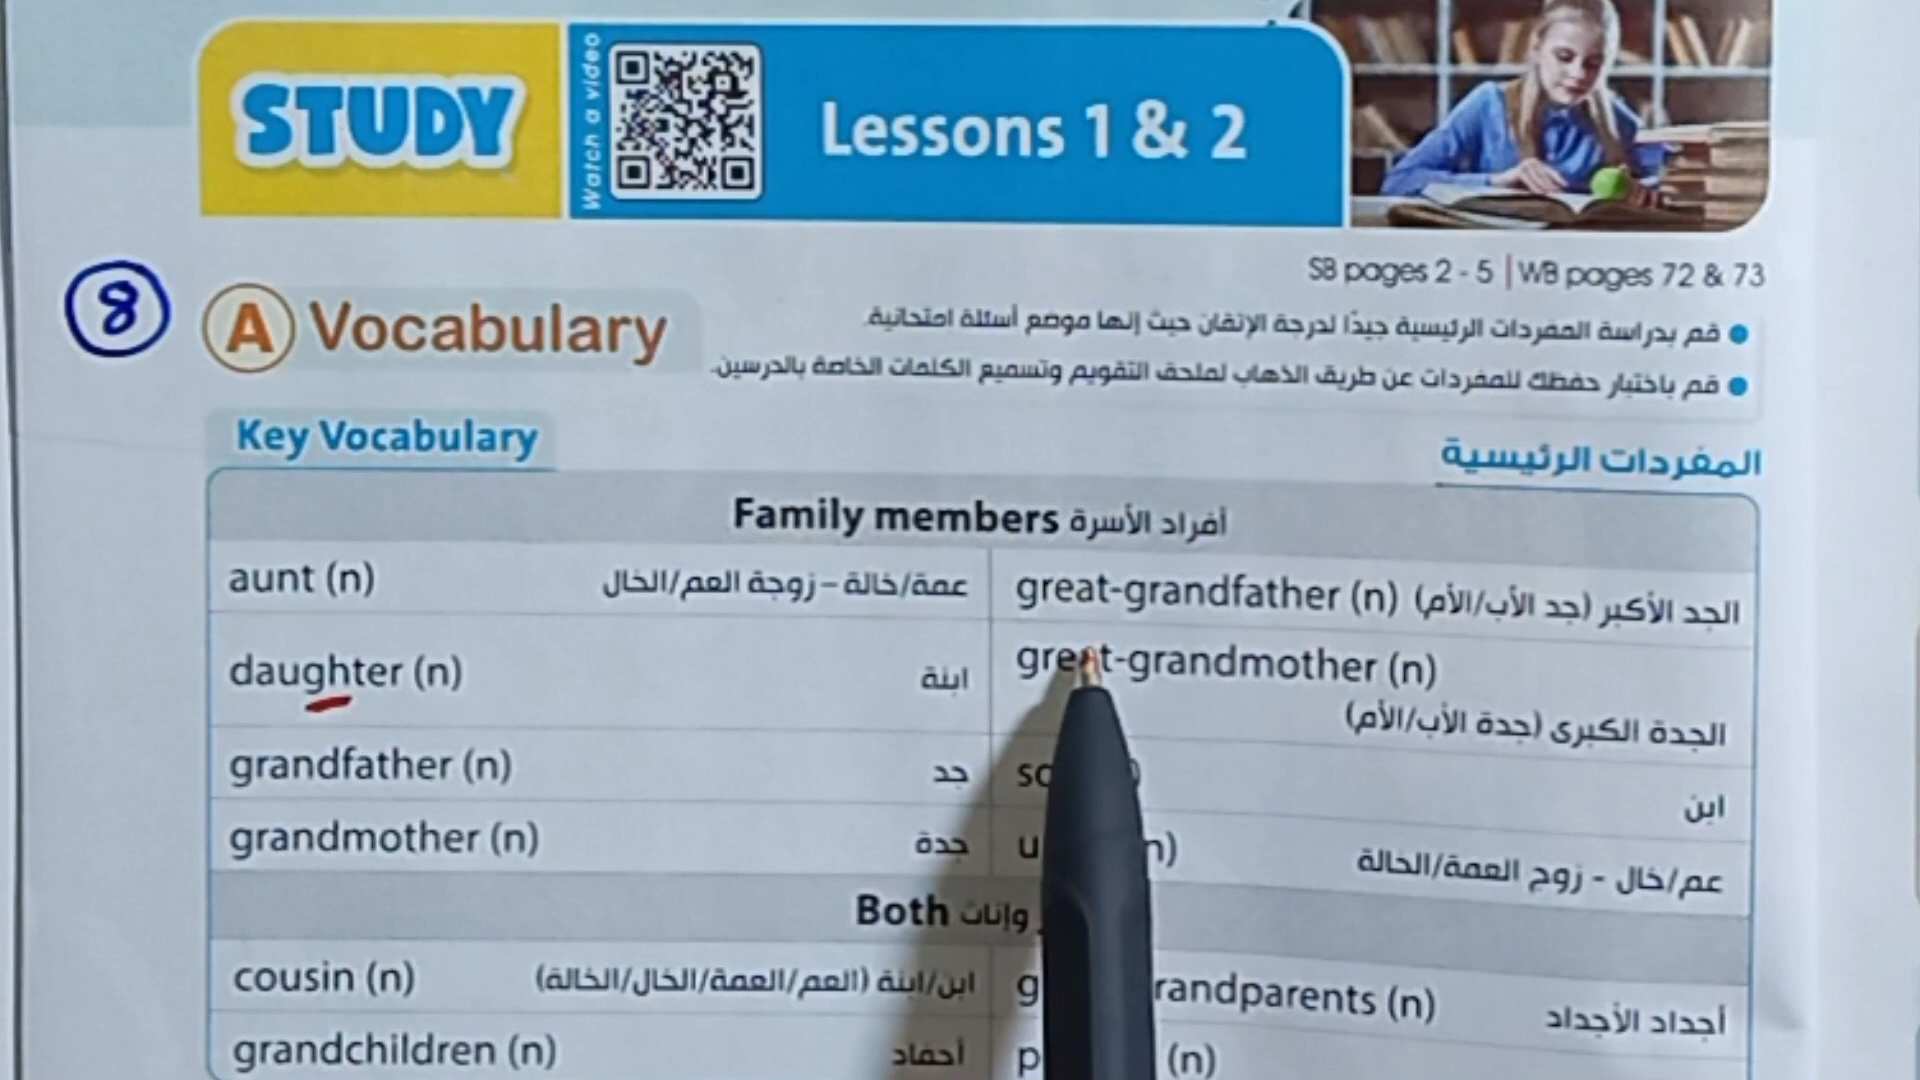 STUDY
Watch a video
Lessons 1 & 2
SB pages 2 - 5 | WB pages 72 & 73
8
A Vocabulary
قم بدراسة المفردات الرئيسية جيدًا لدرجة الإتقان حيث إنها موضع أسئلة امتحانية.
قم باختبار حفظك للمفردات عن طريق الذهاب لملحق التقويم وتسميع الكلمات الخاصة بالدرسين.
Key Vocabulary
المفردات الرئيسية
Family members أفراد الأسرة
aunt (n) عمة/خالة – زوجة العم/الخال
great-grandfather (n) الجد الأكبر (جد الأب/الأم)
daughter (n) ابنة
great-grandmother (n)
الجدة الكبرى (جدة الأب/الأم)
grandfather (n) جد
ابن
grandmother (n) جدة
عم/خال - زوج العمة/الخالة
Both وإناث
cousin (n) ابن/ابنة (العم/العمة/الخال/الخالة)
grandparents (n) أجداد الأجداد
grandchildren (n) أحفاد
(n)